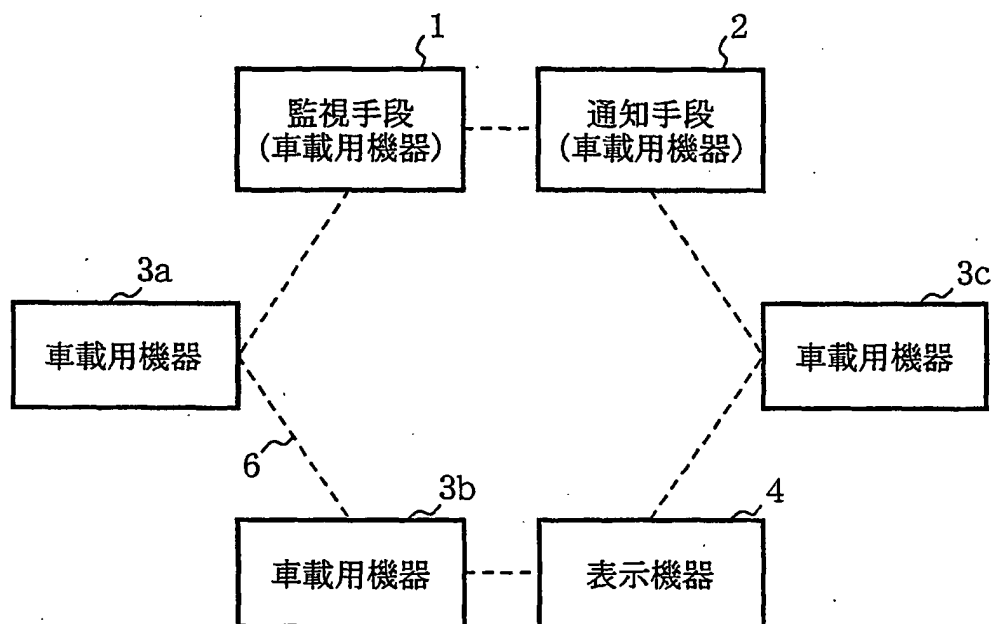 1
2
監視手段
(車載用機器)
通知手段
(車載用機器)
3a
3c
車載用機器
車載用機器
6
3b
4
車載用機器
表示機器